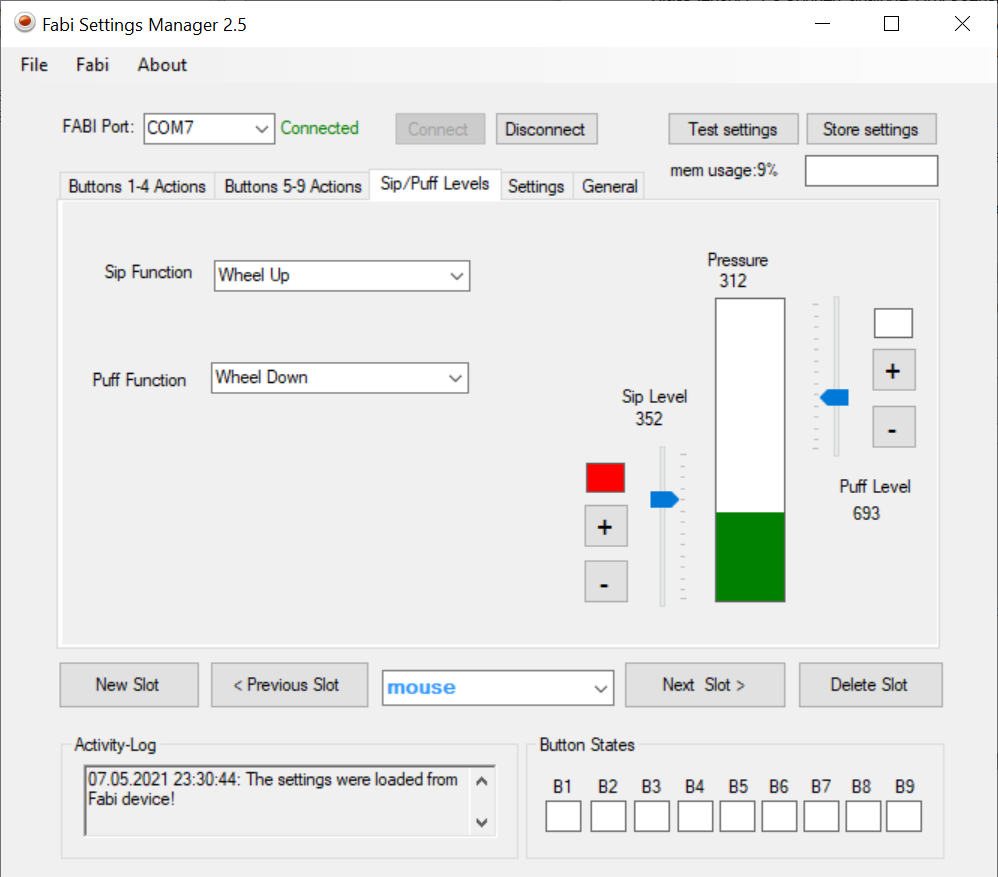 Fabi Settings Manager 2.5
File Fabi About
FABI Port: COM7 Connected Connect Disconnect Test settings Store settings
mem usage:9%
Buttons 1-4 Actions Buttons 5-9 Actions Sip/Puff Levels Settings General
Sip Function Wheel Up
Puff Function Wheel Down
Pressure
312
+
-
Sip Level
352
+
-
Puff Level
693
New Slot < Previous Slot mouse Next Slot > Delete Slot
Activity-Log
07.05.2021 23:30:44: The settings were loaded from
Fabi device!
Button States
B1 B2 B3 B4 B5 B6 B7 B8 B9